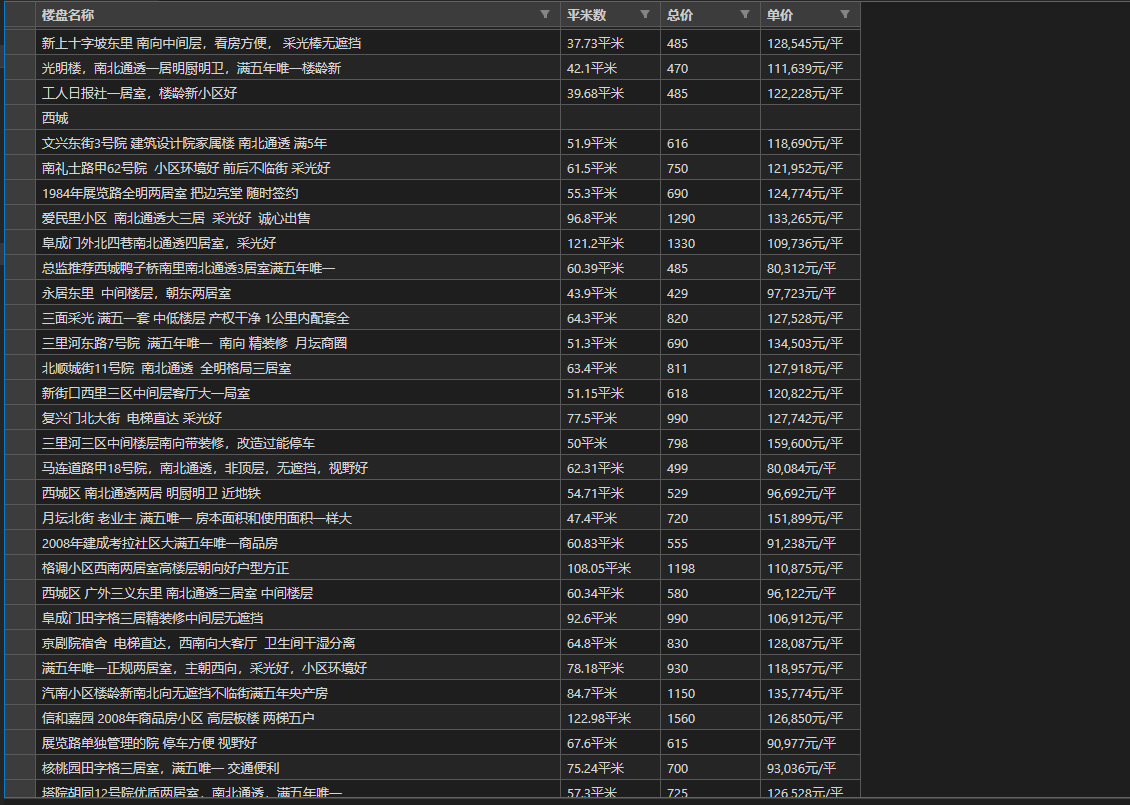 楼盘名称 平米数 总价 单价
新上十字坡东里 南向中间层，看房方便， 采光棒无遮挡 37.73平米 485 128,545元/平
光明楼，南北通透一居明厨明卫，满五年唯一楼龄新 42.1平米 470 111,639元/平
工人日报社一居室，楼龄新小区好 39.68平米 485 122,228元/平
西城
文兴东街3号院 建筑设计院家属楼 南北通透 满5年 51.9平米 616 118,690元/平
南礼士路甲62号院  小区环境好 前后不临街 采光好 61.5平米 750 121,952元/平
1984年展览路全明两居室 把边亮堂 随时签约 55.3平米 690 124,774元/平
爱民里小区  南北通透大三居  采光好  诚心出售 96.8平米 1290 133,265元/平
阜成门外北四巷南北通透四居室，采光好 121.2平米 1330 109,736元/平
总监推荐西城鸭子桥南里南北通透3居室满五年唯一 60.39平米 485 80,312元/平
永居东里  中间楼层，朝东两居室 43.9平米 429 97,723元/平
三面采光 满五一套 中低楼层 产权干净 1公里内配套全 64.3平米 820 127,528元/平
三里河东路7号院  满五年唯一  南向 精装修  月坛商圈 51.3平米 690 134,503元/平
北顺城街11号院  南北通透  全明格局三居室 63.4平米 811 127,918元/平
新街口西里三区中间层客厅大一局室 51.15平米 618 120,822元/平
复兴门北大街  电梯直达 采光好 77.5平米 990 127,742元/平
三里河三区中间楼层南向带装修，改造过能停车 50平米 798 159,600元/平
马连道路甲18号院，南北通透，非顶层，无遮挡，视野好 62.31平米 499 80,084元/平
西城区 南北通透两居 明厨明卫 近地铁 54.71平米 529 96,692元/平
月坛北街 老业主 满五唯一 房本面积和使用面积一样大 47.4平米 720 151,899元/平
2008年建成考拉社区大满五年唯一商品房 60.83平米 555 91,238元/平
格调小区西南两居室高楼层朝向好户型方正 108.05平米 1198 110,875元/平
西城区 广外三义东里 南北通透三居室 中间楼层 60.34平米 580 96,122元/平
阜成门田字格三居精装修中间层无遮挡 92.6平米 990 106,912元/平
京剧院宿舍  电梯直达，西南向大客厅  卫生间干湿分离 64.8平米 830 128,087元/平
满五年唯一正规两居室，主朝西向，采光好，小区环境好 78.18平米 930 118,957元/平
汽南小区楼龄新南北向无遮挡不临街满五年央产房 84.7平米 1150 135,774元/平
信和嘉园 2008年商品房小区 高层板楼 两梯五户 122.98平米 1560 126,850元/平
展览路单独管理的院 停车方便 视野好 67.6平米 615 90,977元/平
核桃园田字格三居室，满五唯一 交通便利 75.24平米 700 93,036元/平
塔院胡同12号院优质两居室，南北通透，满五年唯一 57.3平米 725 126,528元/平